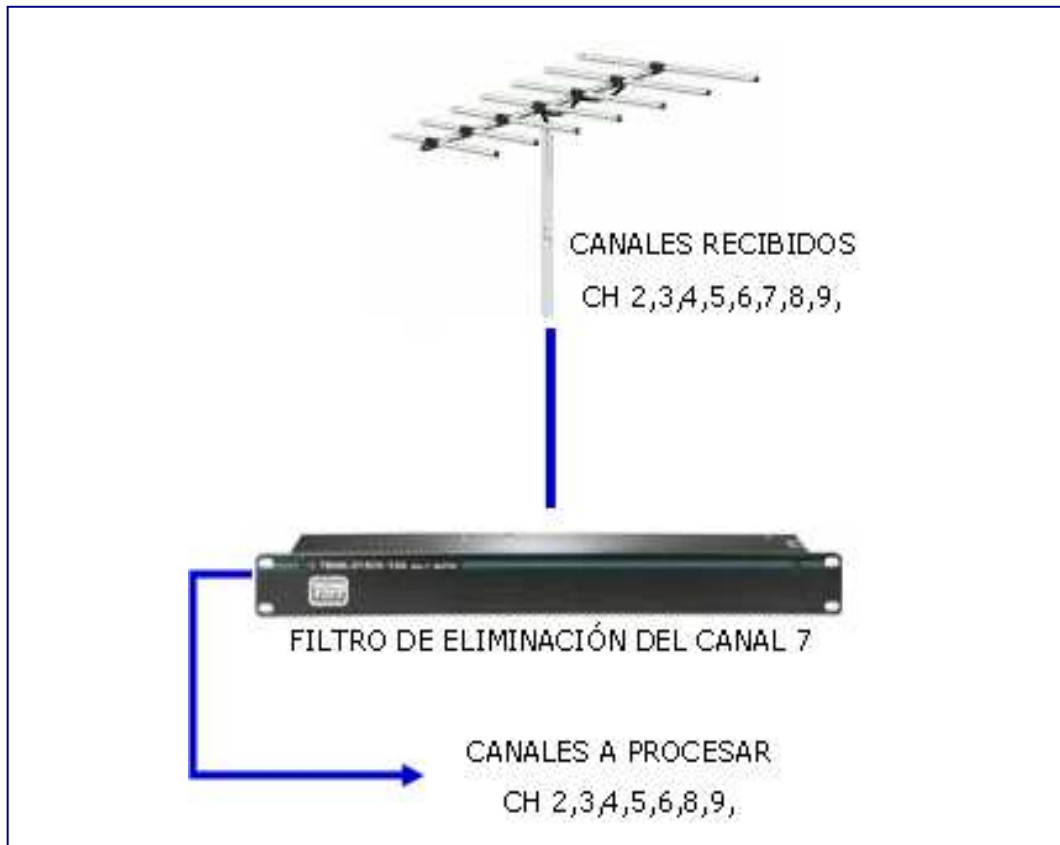 CANALES RECIBIDOS
CH 2,3,4,5,6,7,8,9,
FILTRO DE ELIMINACIÓN DEL CANAL 7
CANALES A PROCESAR
CH 2,3,4,5,6,8,9,